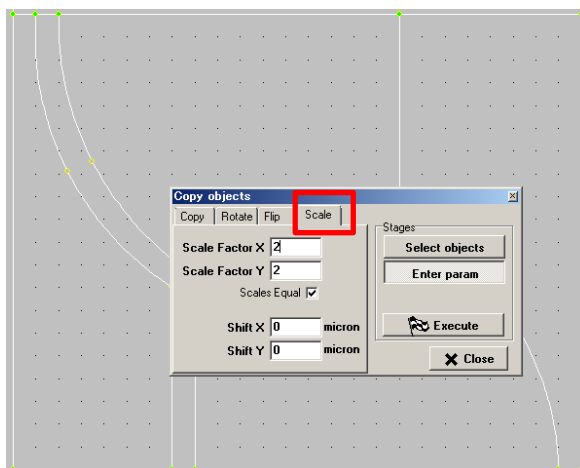 Copy objects
Copy Rotate Flip Scale
Stages
Scale Factor X 2
Select objects
Scale Factor Y 2
Enter param
Scales Equal
Shift X 0 micron
Execute
Shift Y 0 micron
Close